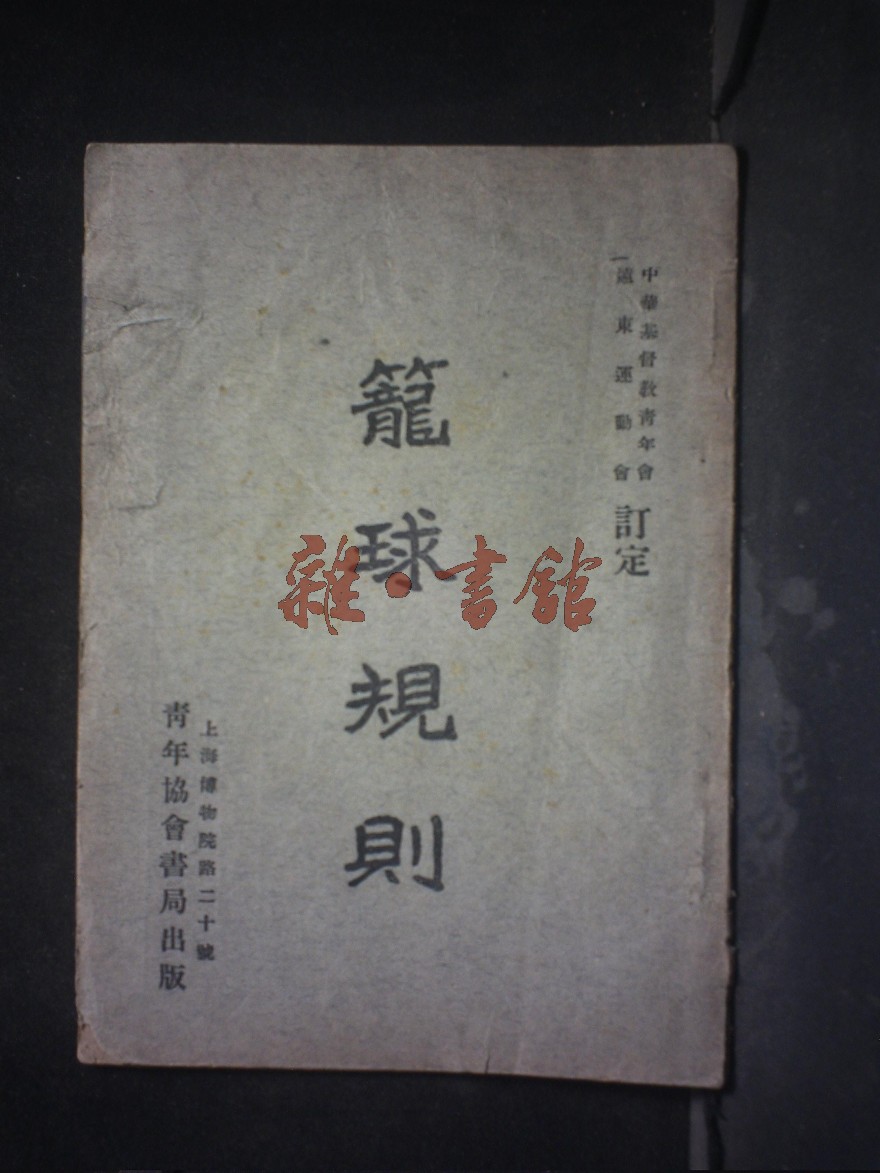 中華基督教青年會
遠東運動會
訂定
籠球規則
上海博物院路二十號
青年協會書局出版
雜·書館